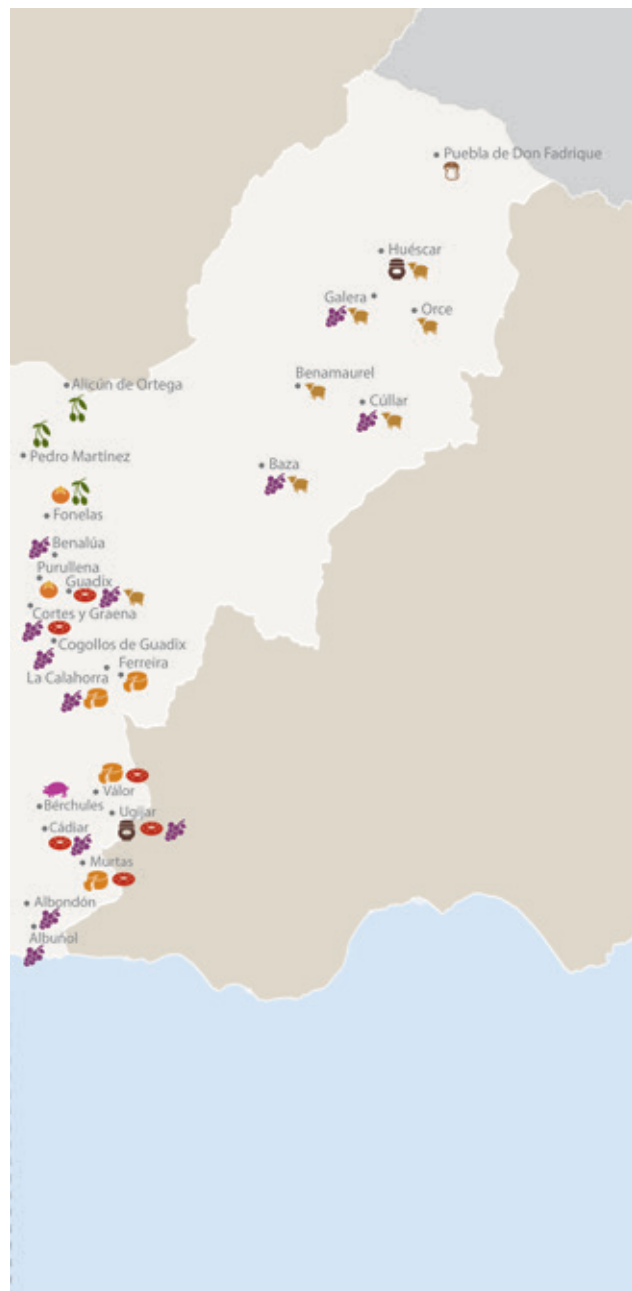 Puebla de Don Fadrique
Huéscar
Galera
Orce
Benamaurel
Alicún de Ortega
Cúllar
Pedro Martínez
Baza
Fonelas
Benalúa
Purullena
Guadix
Cortes y Graena
Cogollos de Guadix
Ferreira
La Calahorra
Válor
Bérchules
Ugíjar
Cádiar
Murtas
Albondón
Albuñol